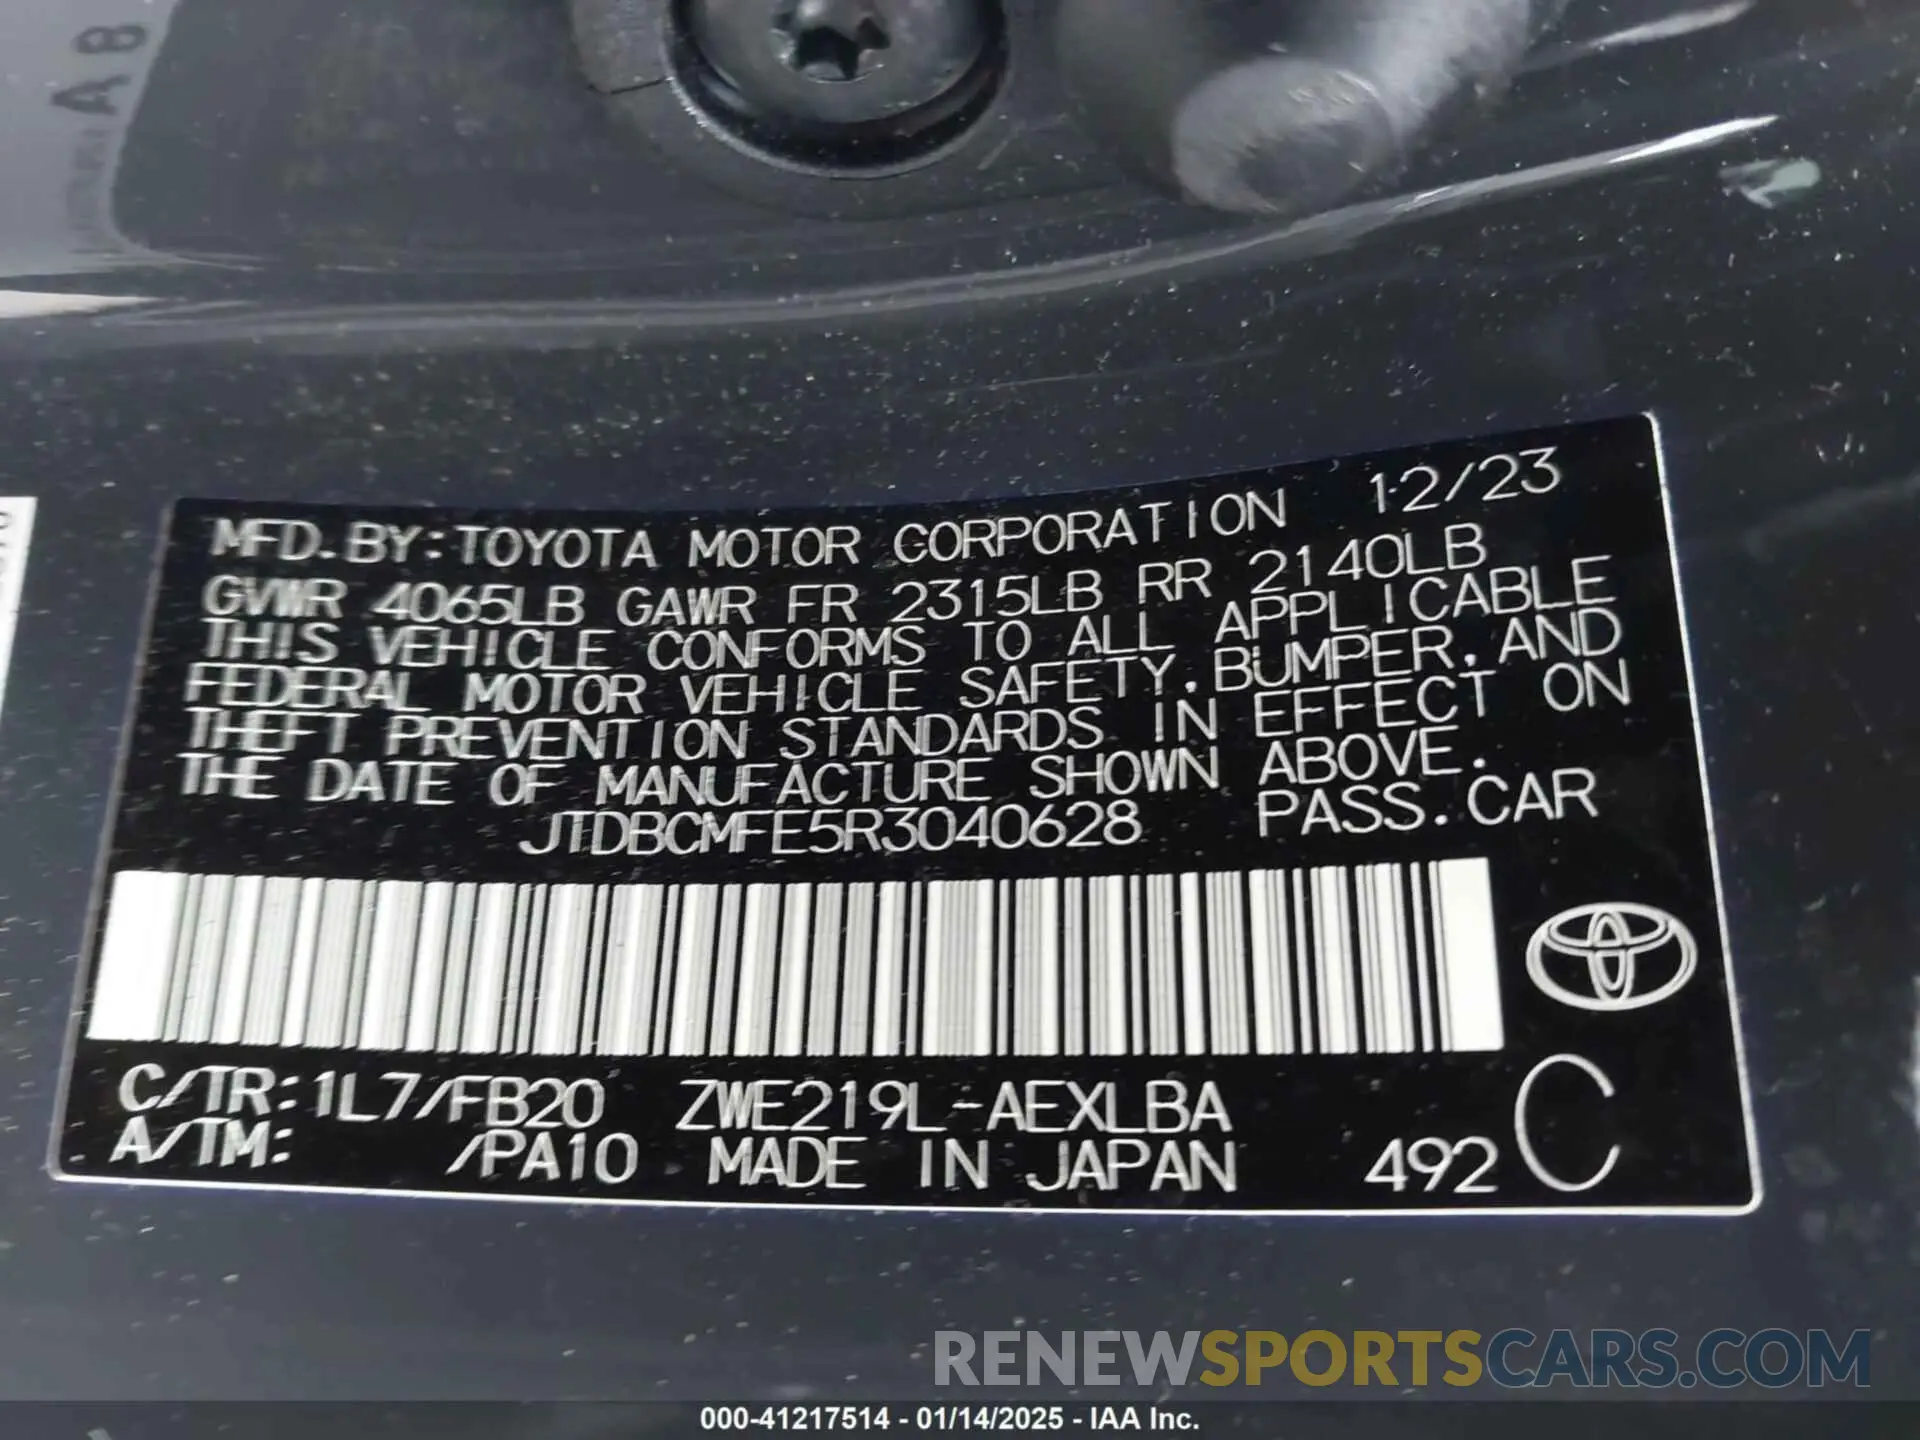 A 8
MFD. BY: TOYOTA MOTOR CORPORATION 12/23
GVWR 4065LB GAWR FR 2315LB RR 2140LB
THIS VEHICLE CONFORMS TO ALL APPLICABLE
FEDERAL MOTOR VEHICLE SAFETY, BUMPER, AND
THEFT PREVENTION STANDARDS IN EFFECT ON
THE DATE OF MANUFACTURE SHOWN ABOVE.
JTDBCMFE5R3040628 PASS. CAR
C/TR: 1L7/FB20 ZWE219L-AEXLBA
A/TM: /PA10 MADE IN JAPAN 492 C
RENEWSPORTSCARS.COM
000-41217514 - 01/14/2025 - IAA Inc.